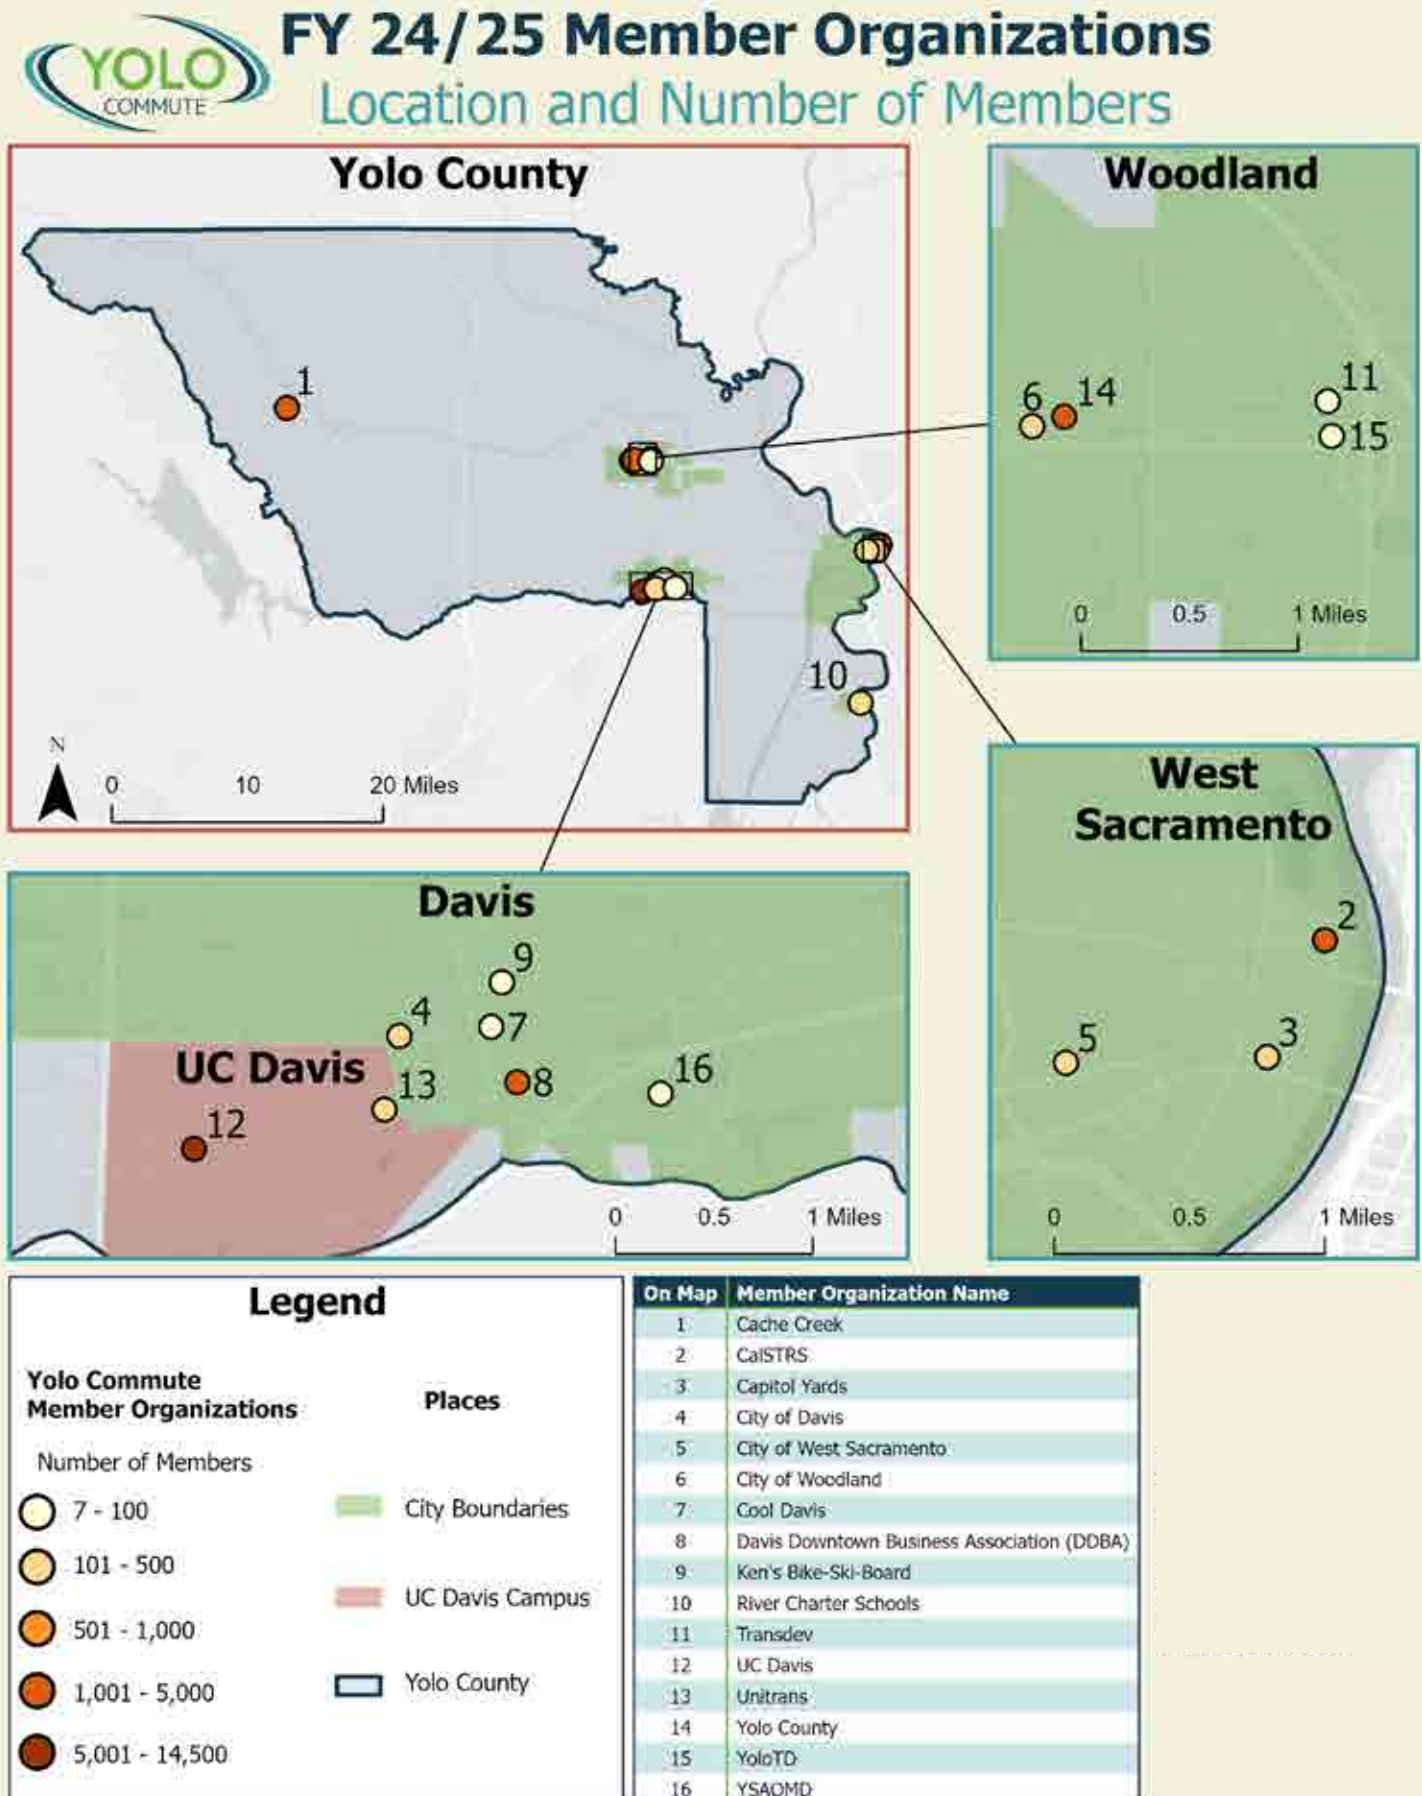 YOLO
COMMUTE
FY 24/25 Member Organizations
Location and Number of Members
Yolo County
1
10
N
0 10 20 Miles
Woodland
6 14
11
15
0 0.5 1 Miles
West
Sacramento
2
5
3
0 0.5 1 Miles
Davis
9
4
7
UC Davis
13
8
16
12
0 0.5 1 Miles
Legend
Yolo Commute
Member Organizations
Number of Members
7 - 100
101 - 500
501 - 1,000
1,001 - 5,000
5,001 - 14,500
Places
City Boundaries
UC Davis Campus
Yolo County
On Map Member Organization Name
1 Cache Creek
2 CalSTRS
3 Capitol Yards
4 City of Davis
5 City of West Sacramento
6 City of Woodland
7 Cool Davis
8 Davis Downtown Business Association (DDBA)
9 Ken's Bike-Ski-Board
10 River Charter Schools
11 Transdev
12 UC Davis
13 Unitrans
14 Yolo County
15 YoloTD
16 YSAQMD